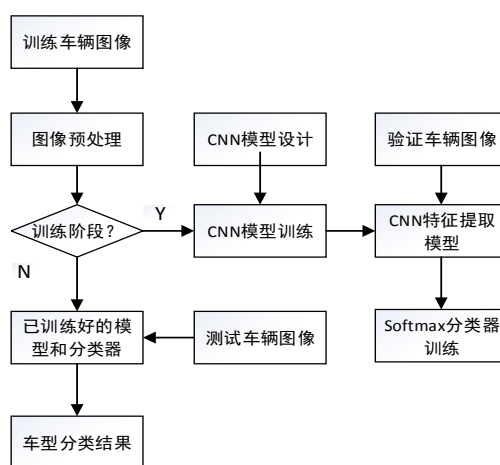 训练车辆图像
图像预处理
CNN模型设计
验证车辆图像
训练阶段？
Y
CNN模型训练
CNN特征提取
模型
N
已训练好的模
型和分类器
测试车辆图像
Softmax分类器
训练
车型分类结果